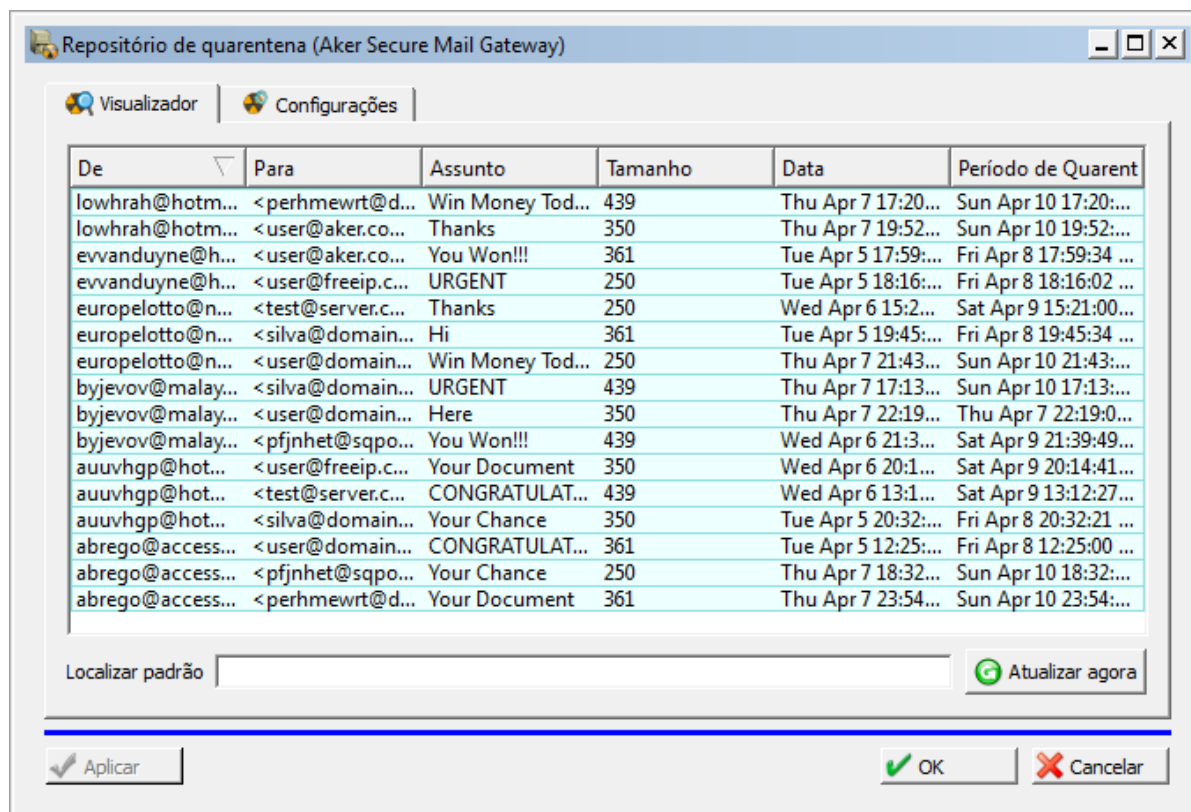 Repositório de quarentena (Aker Secure Mail Gateway)
Visualizador Configurações
De Para Assunto Tamanho Data Período de Quarent
lowhrah@hotm... <perhmewrt@d... Win Money Tod... 439 Thu Apr 7 17:20... Sun Apr 10 17:20:...
lowhrah@hotm... <user@aker.co... Thanks 350 Thu Apr 7 19:52... Sun Apr 10 19:52:...
evvanduyne@h... <user@aker.co... You Won!!! 361 Tue Apr 5 17:59:... Fri Apr 8 17:59:34 ...
evvanduyne@h... <user@freeip.c... URGENT 250 Tue Apr 5 18:16:... Fri Apr 8 18:16:02 ...
europelotto@n... <test@server.c... Thanks 250 Wed Apr 6 15:2... Sat Apr 9 15:21:00...
europelotto@n... <silva@domain... Hi 361 Tue Apr 5 19:45:... Fri Apr 8 19:45:34 ...
europelotto@n... <user@domain... Win Money Tod... 250 Thu Apr 7 21:43... Sun Apr 10 21:43:...
byjevov@malay... <silva@domain... URGENT 439 Thu Apr 7 17:13... Sun Apr 10 17:13:...
byjevov@malay... <user@domain... Here 350 Thu Apr 7 22:19... Thu Apr 7 22:19:0...
byjevov@malay... <pfjnhet@sqpo... You Won!!! 439 Wed Apr 6 21:3... Sat Apr 9 21:39:49...
auuvhgp@hot... <user@freeip.c... Your Document 350 Wed Apr 6 20:1... Sat Apr 9 20:14:41...
auuvhgp@hot... <test@server.c... CONGRATULAT... 439 Wed Apr 6 13:1... Sat Apr 9 13:12:27...
auuvhgp@hot... <silva@domain... Your Chance 350 Tue Apr 5 20:32:... Fri Apr 8 20:32:21 ...
abrego@access... <user@domain... CONGRATULAT... 361 Tue Apr 5 12:25:... Fri Apr 8 12:25:00 ...
abrego@access... <pfjnhet@sqpo... Your Chance 250 Thu Apr 7 18:32... Sun Apr 10 18:32:...
abrego@access... <perhmewrt@d... Your Document 361 Thu Apr 7 23:54... Sun Apr 10 23:54:...
Localizar padrão Atualizar agora
Aplicar OK Cancelar